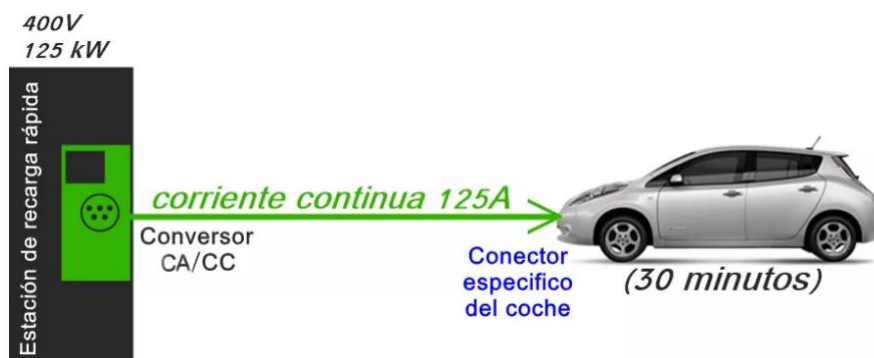 400V
125 kW
Estación de recarga rápida
corriente continua 125A
Conversor
CA/CC
Conector
especifico
del coche
(30 minutos)